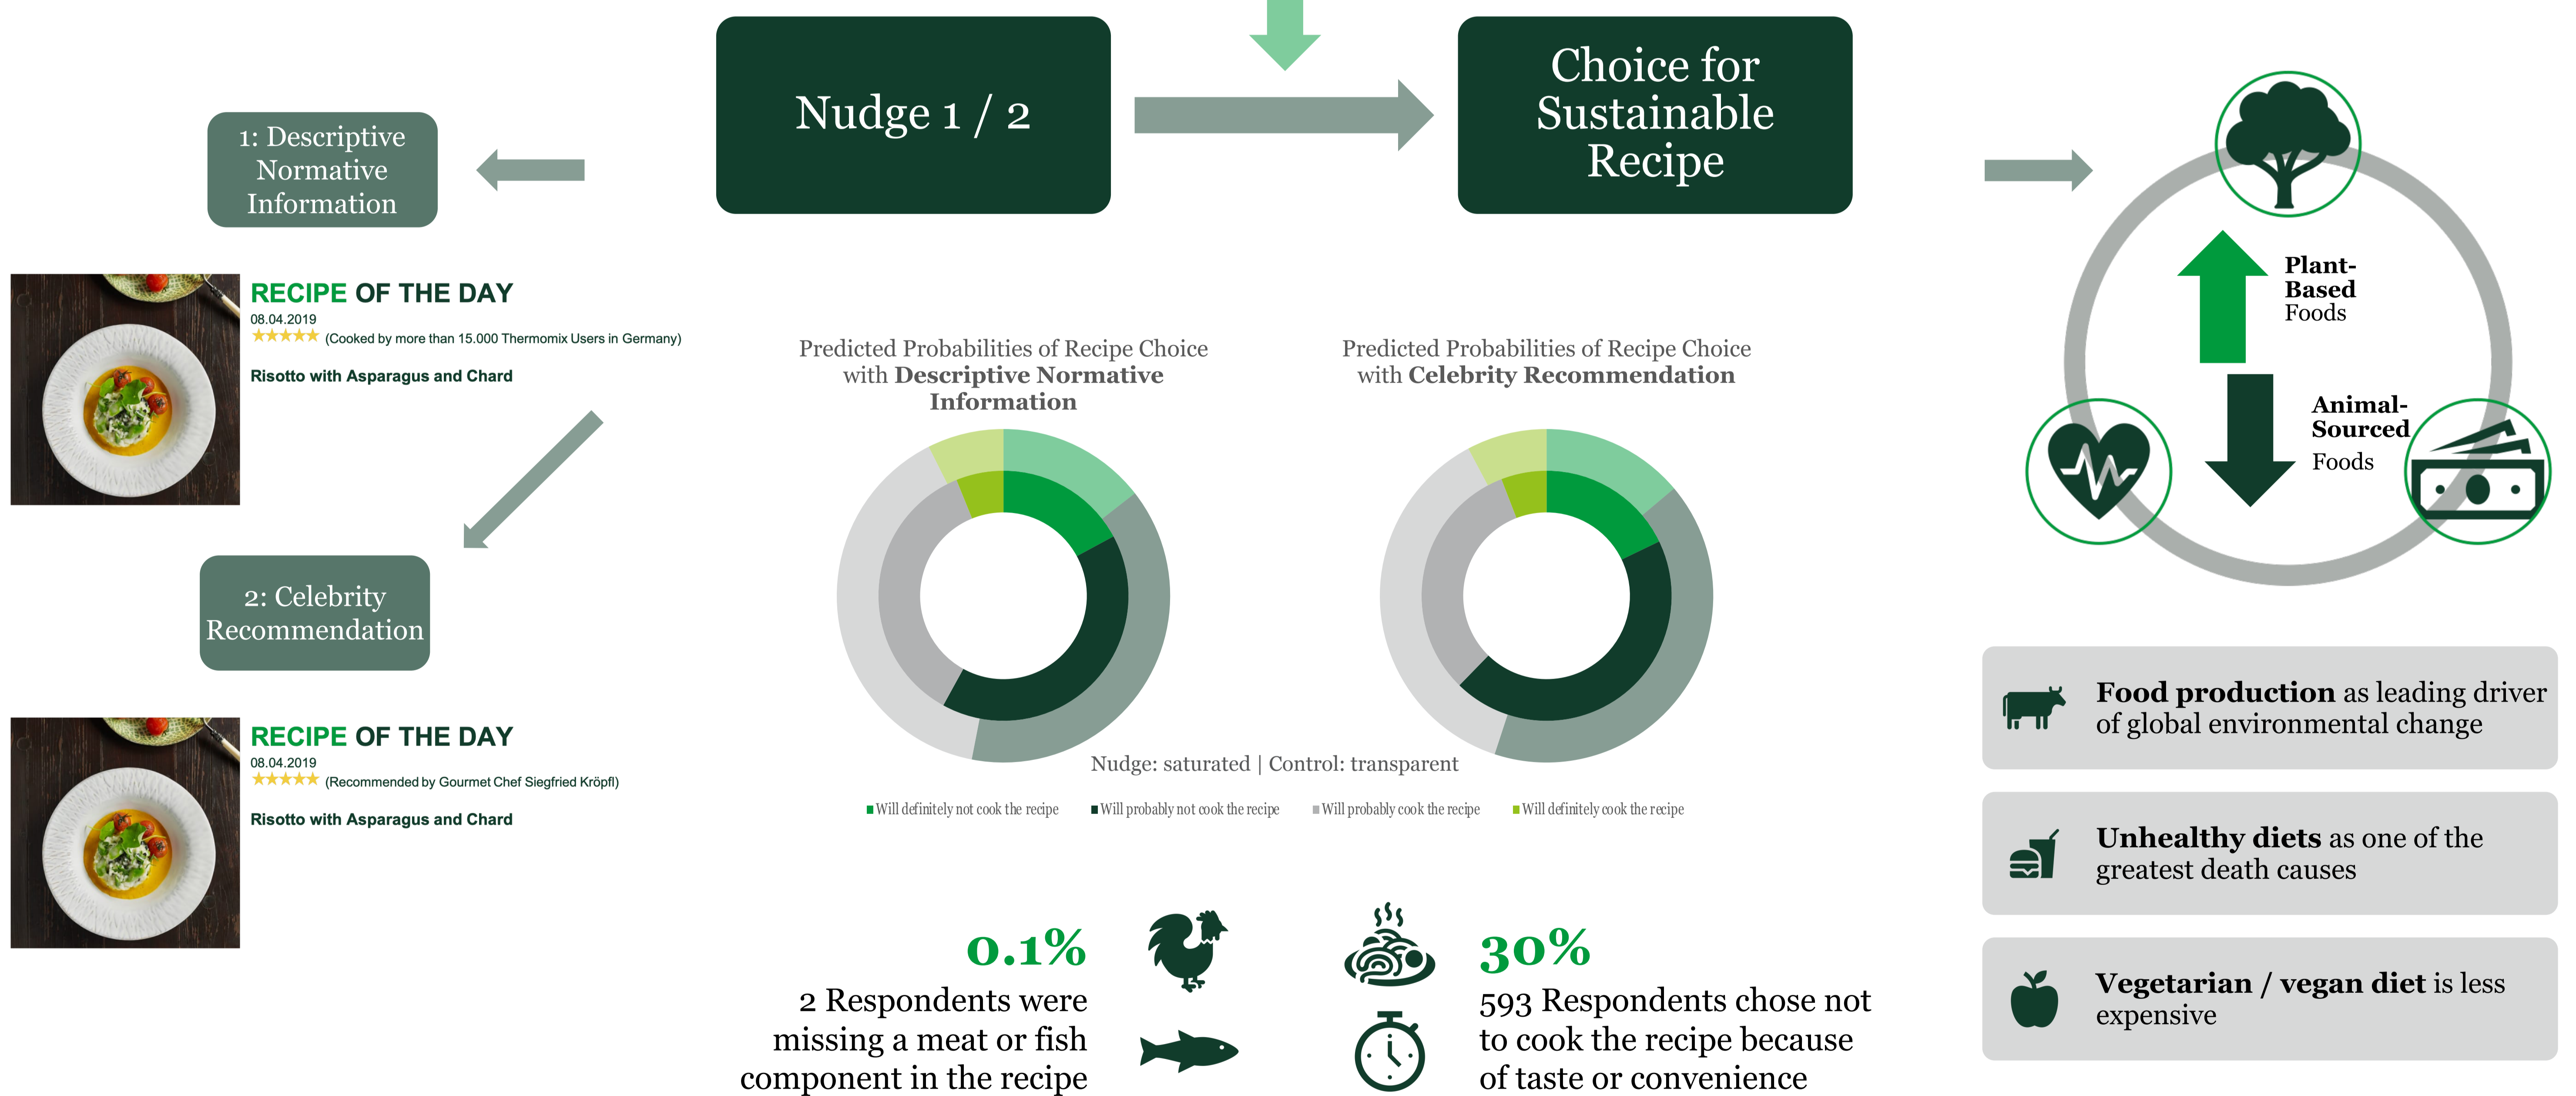 Nudge 1 / 2
Choice for
Sustainable
Recipe
1: Descriptive
Normative
Information
RECIPE OF THE DAY
08.04.2019
(Cooked by more than 15.000 Thermomix Users in Germany)
Risotto with Asparagus and Chard
2: Celebrity
Recommendation
RECIPE OF THE DAY
08.04.2019
(Recommended by Gourmet Chef Siegfried Kröpfl)
Risotto with Asparagus and Chard
Predicted Probabilities of Recipe Choice
with Descriptive Normative
Information
Predicted Probabilities of Recipe Choice
with Celebrity Recommendation
Nudge: saturated | Control: transparent
Will definitely not cook the recipe
Will probably not cook the recipe
Will probably cook the recipe
Will definitely cook the recipe
0.1%
2 Respondents were
missing a meat or fish
component in the recipe
30%
593 Respondents chose not
to cook the recipe because
of taste or convenience
Plant-
Based
Foods
Animal-
Sourced
Foods
Food production as leading driver
of global environmental change
Unhealthy diets as one of the
greatest death causes
Vegetarian / vegan diet is less
expensive